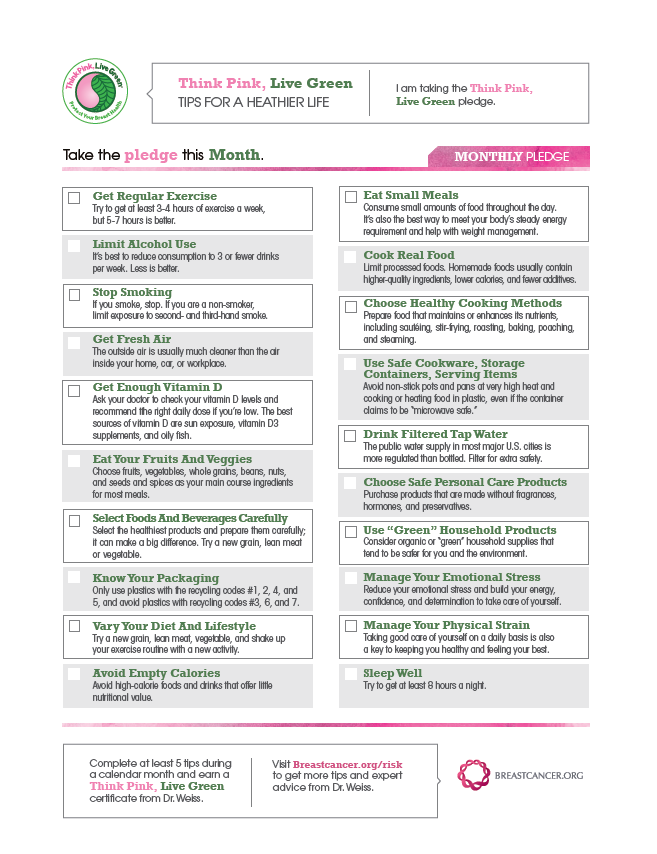 Think Pink, Live Green
Protect Your Breast Health
Think Pink, Live Green
TIPS FOR A HEATHIER LIFE
I am taking the Think Pink,
Live Green pledge.
Take the pledge this Month.
MONTHLY PLEDGE
Get Regular Exercise
Try to get at least 3-4 hours of exercise a week,
but 5-7 hours is better.
Limit Alcohol Use
It's best to reduce consumption to 3 or fewer drinks
per week. Less is better.
Stop Smoking
If you smoke, stop. If you are a non-smoker,
limit exposure to second- and third-hand smoke.
Get Fresh Air
The outside air is usually much cleaner than the air
inside your home, car, or workplace.
Get Enough Vitamin D
Ask your doctor to check your vitamin D levels and
recommend the right daily dose if you're low. The best
sources of vitamin D are sun exposure, vitamin D3
supplements, and oily fish.
Eat Your Fruits And Veggies
Choose fruits, vegetables, whole grains, beans, nuts,
and seeds and spices as your main course ingredients
for most meals.
Select Foods And Beverages Carefully
Select the healthiest products and prepare them carefully;
it can make a big difference. Try a new grain, lean meat
or vegetable.
Know Your Packaging
Only use plastics with the recycling codes #1, 2, 4, and
5, and avoid plastics with recycling codes #3, 6, and 7.
Vary Your Diet And Lifestyle
Try a new grain, lean meat, vegetable, and shake up
your exercise routine with a new activity.
Avoid Empty Calories
Avoid high-calorie foods and drinks that offer little
nutritional value.
Eat Small Meals
Consume small amounts of food throughout the day.
It's also the best way to meet your body's steady energy
requirement and help with weight management.
Cook Real Food
Limit processed foods. Homemade foods usually contain
higher-quality ingredients, lower calories, and fewer additives.
Choose Healthy Cooking Methods
Prepare food that maintains or enhances its nutrients,
including sautéing, stir-frying, roasting, baking, poaching,
and steaming.
Use Safe Cookware, Storage
Containers, Serving Items
Avoid non-stick pots and pans at very high heat and
cooking or heating food in plastic, even if the container
claims to be "microwave safe."
Drink Filtered Tap Water
The public water supply in most major U.S. cities is
more regulated than bottled. Filter for extra safety.
Choose Safe Personal Care Products
Purchase products that are made without fragrances,
hormones, and preservatives.
Use "Green" Household Products
Consider organic or "green" household supplies that
tend to be safer for you and the environment.
Manage Your Emotional Stress
Reduce your emotional stress and build your energy,
confidence, and determination to take care of yourself.
Manage Your Physical Strain
Taking good care of yourself on a daily basis is also
a key to keeping you healthy and feeling your best.
Sleep Well
Try to get at least 8 hours a night.
Complete at least 5 tips during
a calendar month and earn a
Think Pink, Live Green
certificate from Dr. Weiss.
Visit Breastcancer.org/risk
to get more tips and expert
advice from Dr. Weiss.
BREASTCANCER.ORG